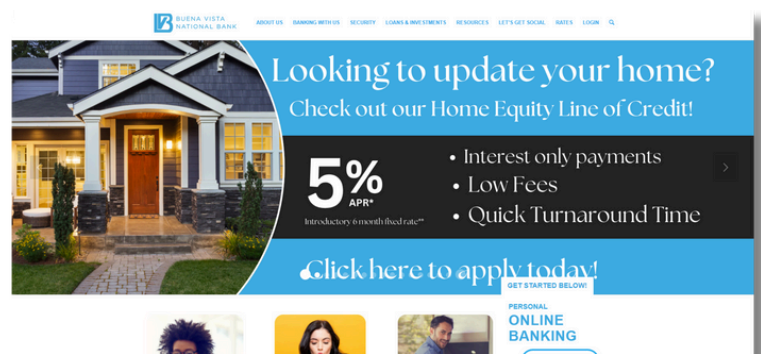 BUENA VISTA
NATIONAL BANK
ABOUT US BANKING WITH US SECURITY LOANS & INVESTMENTS RESOURCES LET'S GET SOCIAL RATES LOGIN
Looking to update your home?
Check out our Home Equity Line of Credit!
5%
APR*
Introductory 6 month fixed rate**
• Interest only payments
• Low Fees
• Quick Turnaround Time
Click here to apply today!
GET STARTED BELOW!
PERSONAL
ONLINE
BANKING